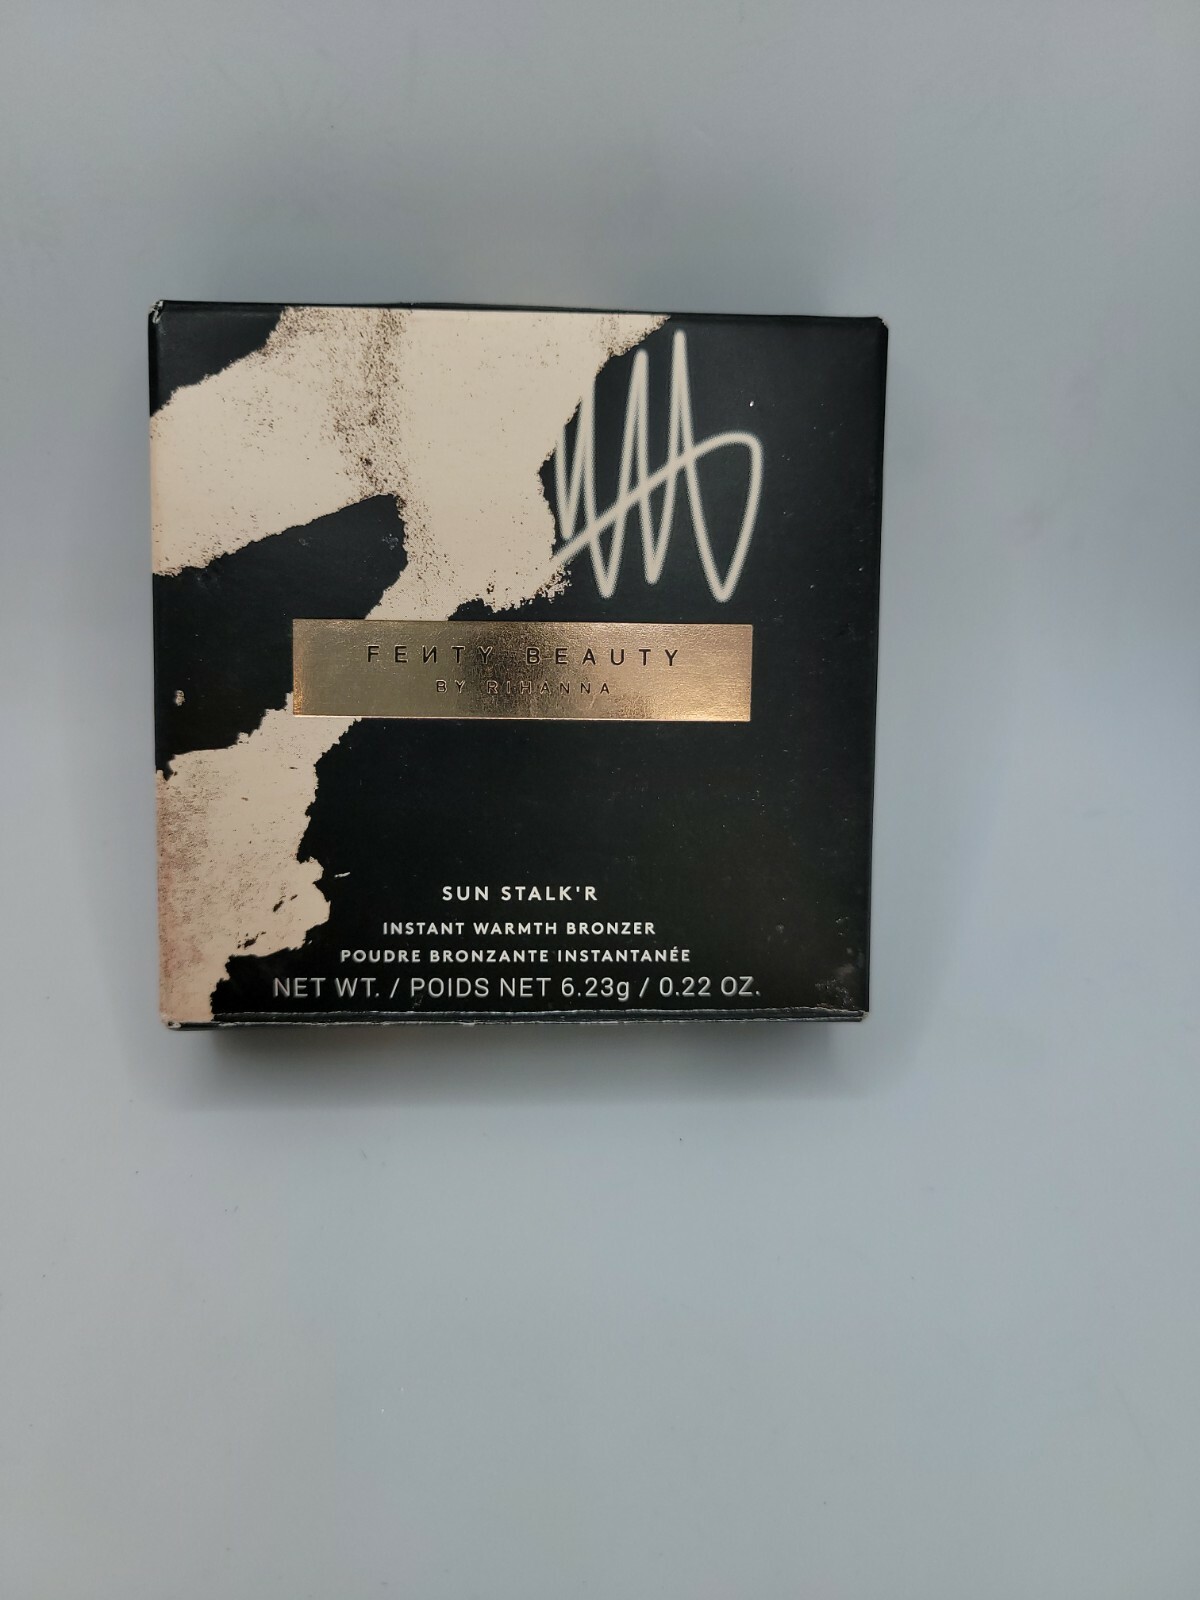 FEИTY BEAUTY
BY RIHANNA
SUN STALK'R
INSTANT WARMTH BRONZER
POUDRE BRONZANTE INSTANTANÉE
NET WT. / POIDS NET 6.23g / 0.22 OZ.